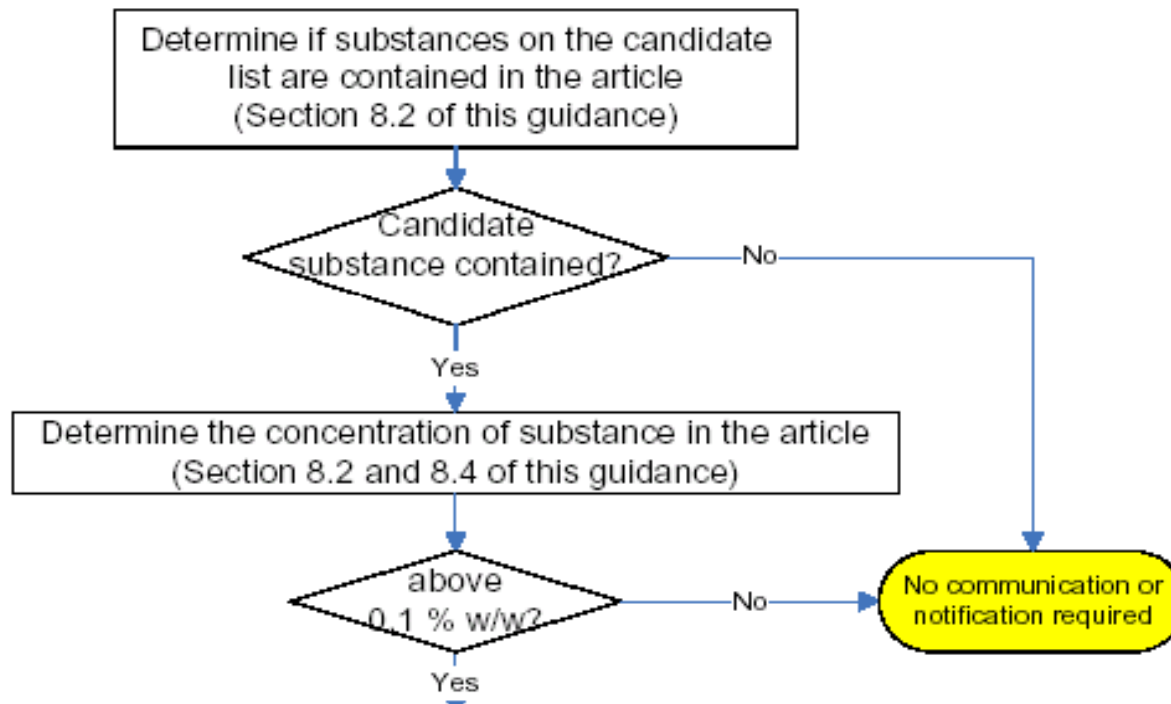 Determine if substances on the candidate
list are contained in the article
(Section 8.2 of this guidance)
Candidate
substance contained?
No
Yes
Determine the concentration of substance in the article
(Section 8.2 and 8.4 of this guidance)
above
0.1 % w/w?
No
No communication or
notification required
Yes